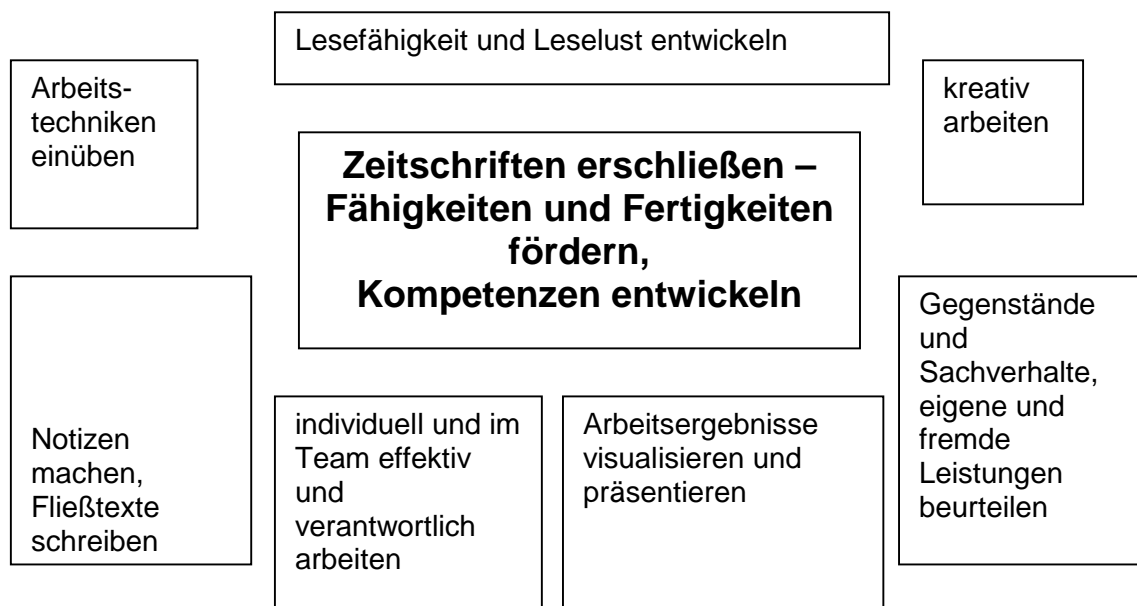 Lesefähigkeit und Leselust entwickeln
Arbeits-
techniken
einüben
kreativ
arbeiten
Zeitschriften erschließen –
Fähigkeiten und Fertigkeiten
fördern,
Kompetenzen entwickeln
Notizen
machen,
Fließtexte
schreiben
individuell und im
Team effektiv
und
verantwortlich
arbeiten
Arbeitsergebnisse
visualisieren und
präsentieren
Gegenstände
und
Sachverhalte,
eigene und
fremde
Leistungen
beurteilen